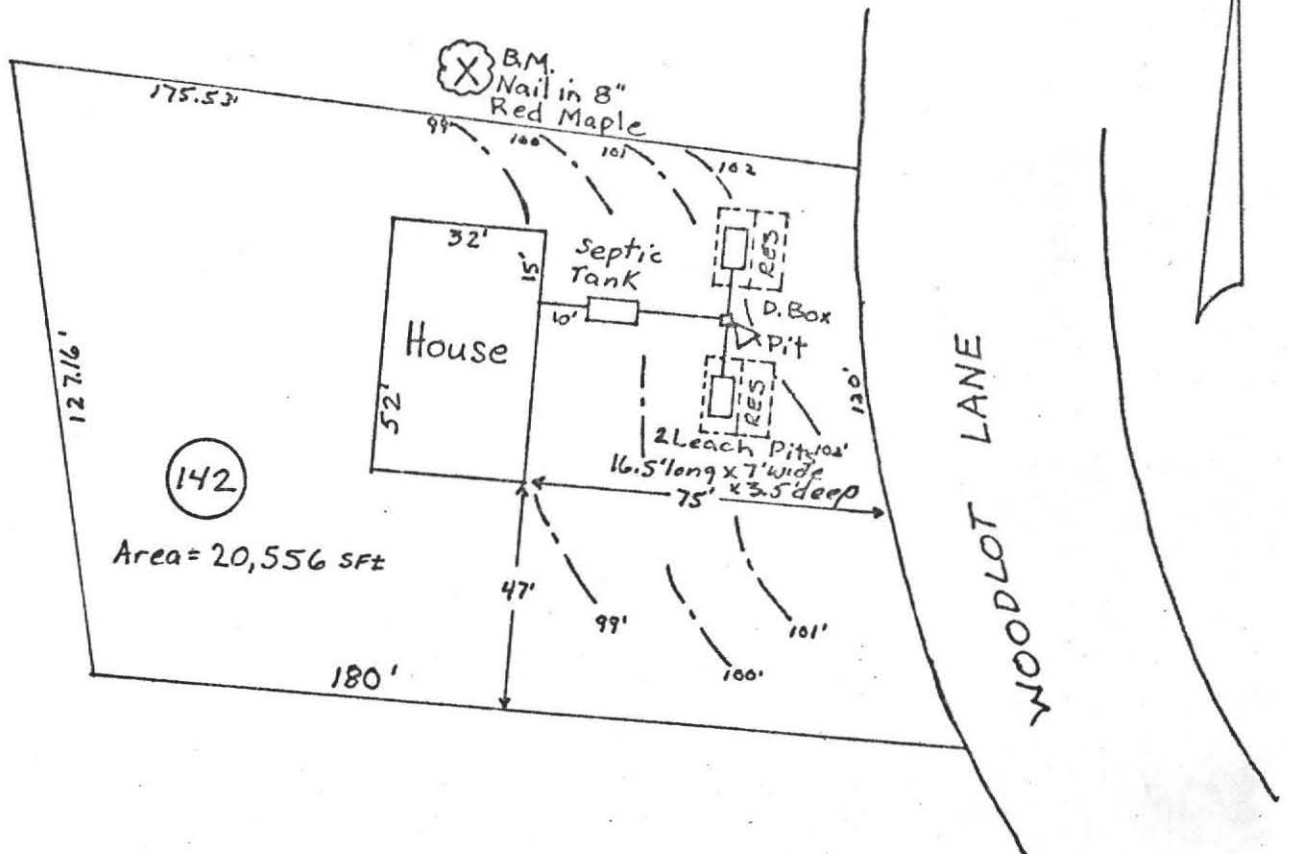 B.M.
Nail in 8"
Red Maple
175.53'
99'
100
101
102
32'
15'
Septic
Tank
RES
10'
D. Box
Pit
House
127.16'
52'
RES
120'
WOODLOT LANE
2 Leach Pits
102'
16.5' long x 7' wide
x 3.5' deep
75'
142
Area = 20,556 SF±
47'
99'
101'
100'
180'